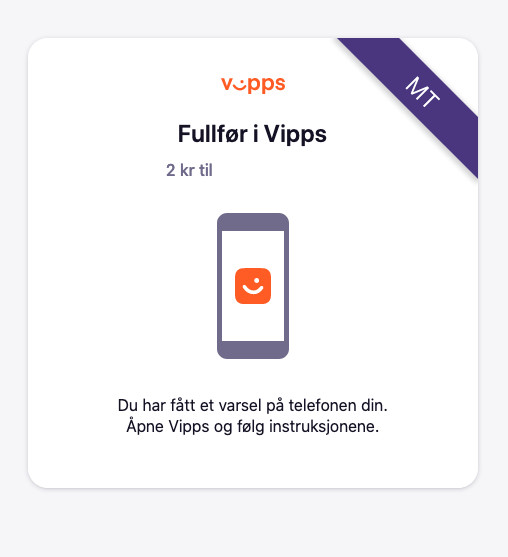 vipps
MT
Fullfør i Vipps
2 kr til
Du har fått et varsel på telefonen din.
Åpne Vipps og følg instruksjonene.